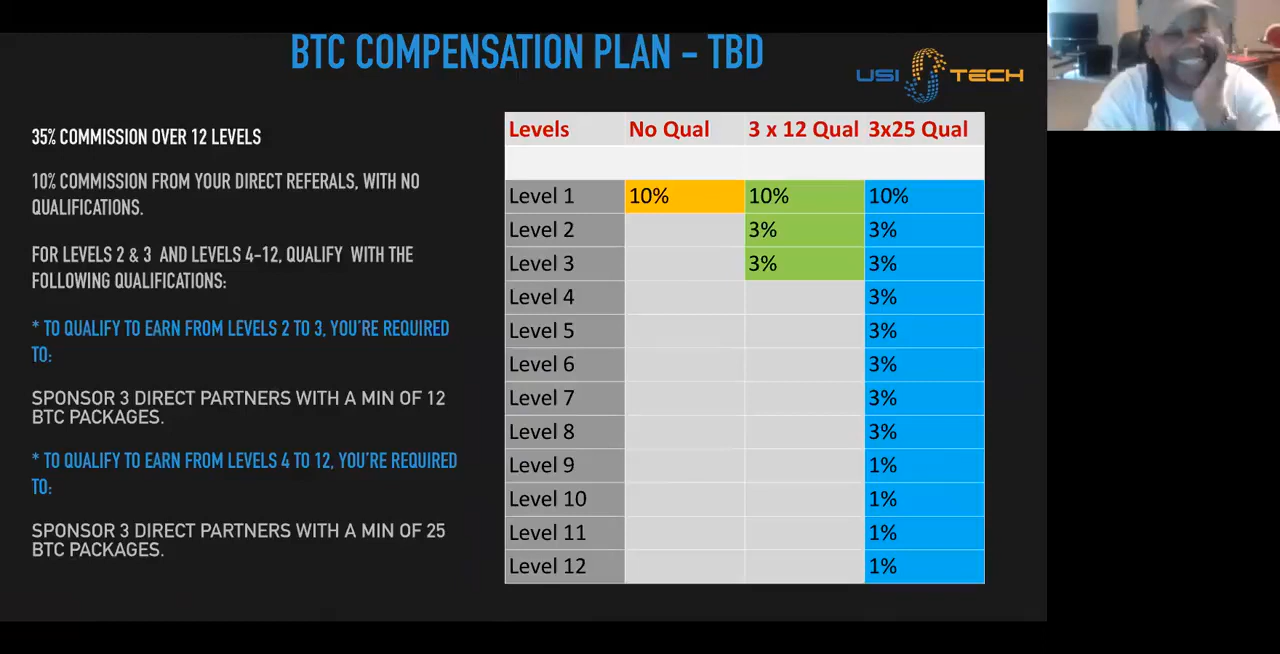 BTC COMPENSATION PLAN – TBD
USI TECH
35% COMMISSION OVER 12 LEVELS
10% COMMISSION FROM YOUR DIRECT REFERALS, WITH NO
QUALIFICATIONS.
FOR LEVELS 2 & 3 AND LEVELS 4-12, QUALIFY WITH THE
FOLLOWING QUALIFICATIONS:
* TO QUALIFY TO EARN FROM LEVELS 2 TO 3, YOU'RE REQUIRED
TO:
SPONSOR 3 DIRECT PARTNERS WITH A MIN OF 12
BTC PACKAGES.
* TO QUALIFY TO EARN FROM LEVELS 4 TO 12, YOU'RE REQUIRED
TO:
SPONSOR 3 DIRECT PARTNERS WITH A MIN OF 25
BTC PACKAGES.
Levels No Qual 3 x 12 Qual 3x25 Qual
Level 1 10% 10% 10%
Level 2 3% 3%
Level 3 3% 3%
Level 4 3%
Level 5 3%
Level 6 3%
Level 7 3%
Level 8 3%
Level 9 1%
Level 10 1%
Level 11 1%
Level 12 1%